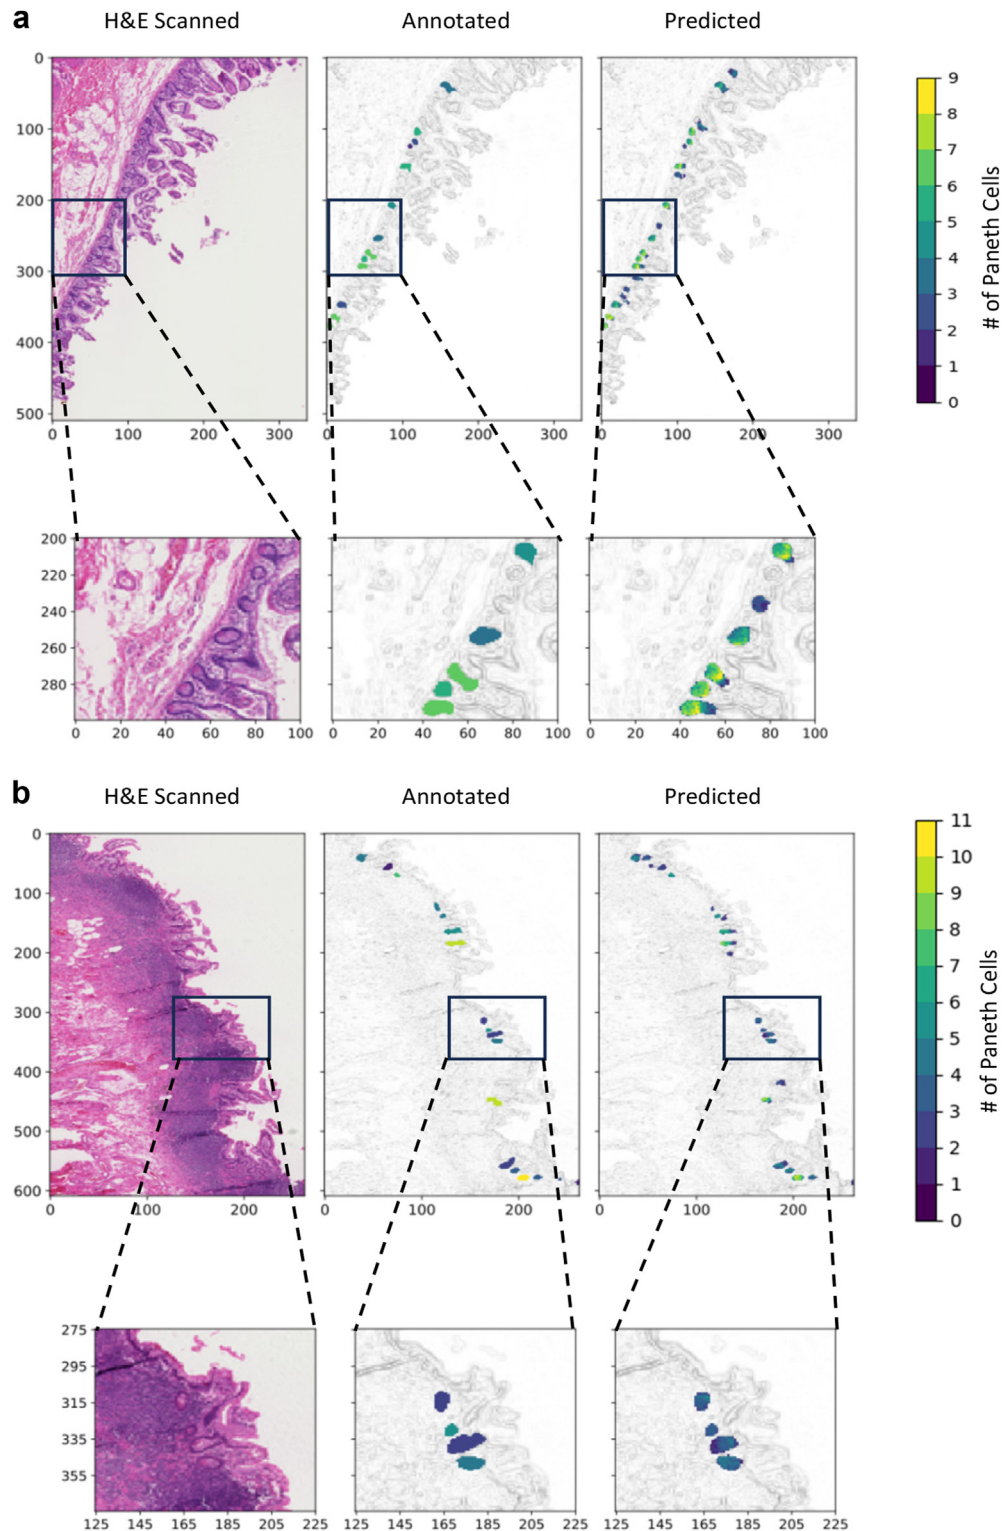 a
H&E Scanned
Annotated
Predicted
0
100
200
300
400
500
0 100 200 300
0 100 200 300
0 100 200 300
9
8
7
6
5
4
3
2
1
0
# of Paneth Cells
200
220
240
260
280
0 20 40 60 80 100
0 20 40 60 80 100
0 20 40 60 80 100
b
H&E Scanned
Annotated
Predicted
0
100
200
300
400
500
600
0 100 200
0 100 200
0 100 200
11
10
9
8
7
6
5
4
3
2
1
0
# of Paneth Cells
275
295
315
335
355
125 145 165 185 205 225
125 145 165 185 205 225
125 145 165 185 205 225